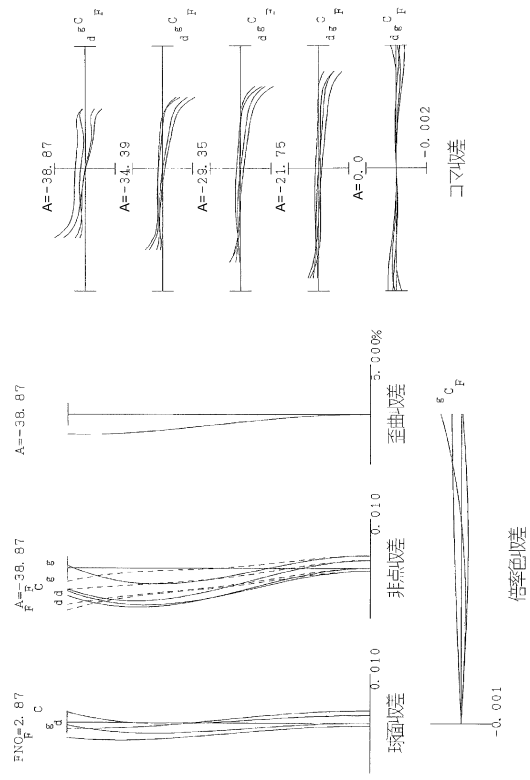 FNO=2.87
F
C
g d
0.010
球面収差
A=-38.87
F F C
d d g g
0.010
非点収差
A=-38.87
5.000%
歪曲収差
g
C
F
-0.001
倍率色収差
A=-38.87
g C
d F
A=-34.39
g C
d F
A=-29.35
g C
d F
A=-21.75
g C
d F
A=0.0
g C
d F
-0.002
コマ収差